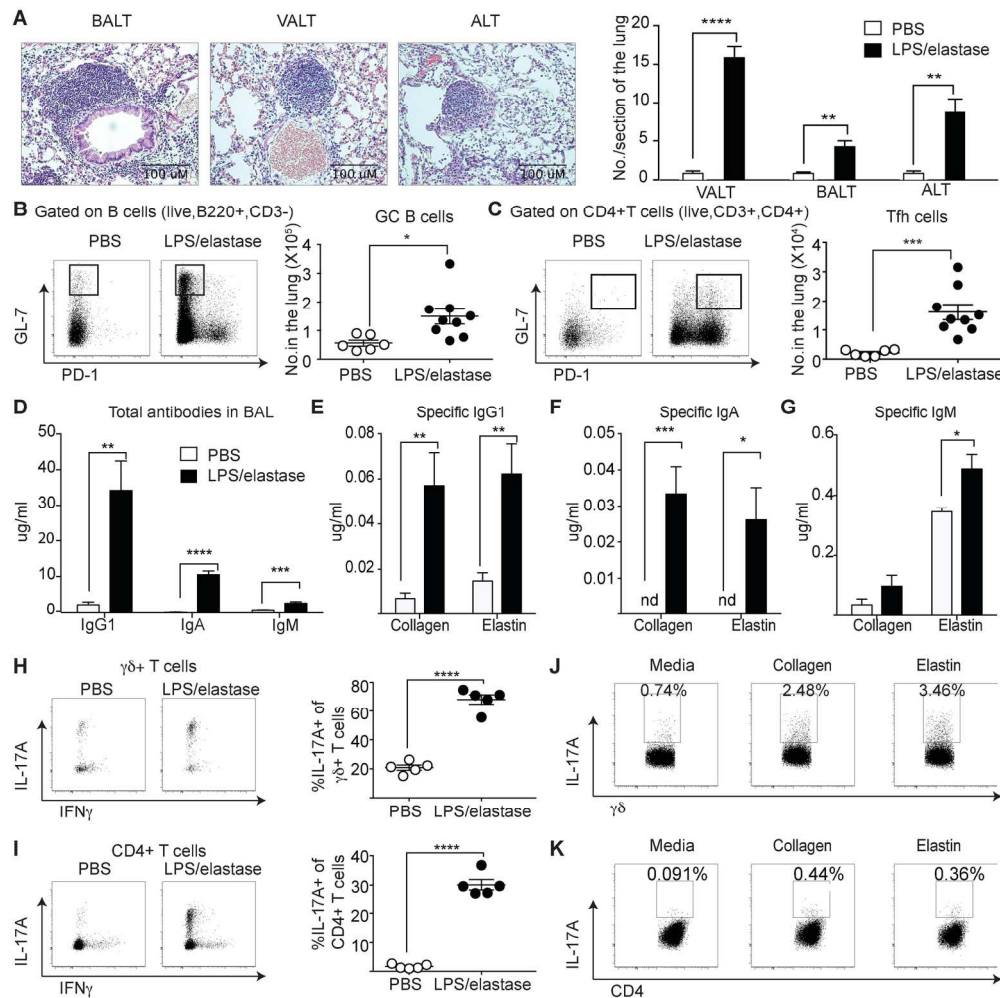 A
BALT
VALT
ALT
100 uM
100 uM
100 uM
No./section of the lung
20
15
10
5
0
****
**
**
PBS
LPS/elastase
VALT
BALT
ALT
B Gated on B cells (live,B220+,CD3-)
PBS
LPS/elastase
GL-7
PD-1
GC B cells
No.in the lung (X10⁵)
4
3
2
1
0
*
PBS
LPS/elastase
C Gated on CD4+T cells (live,CD3+,CD4+)
PBS
LPS/elastase
GL-7
PD-1
Tfh cells
No.in the lung (X10⁴)
4
3
2
1
0
***
PBS
LPS/elastase
D
Total antibodies in BAL
ug/ml
50
40
30
20
10
0
**
****
***
PBS
LPS/elastase
IgG1
IgA
IgM
E
Specific IgG1
ug/ml
0.08
0.06
0.04
0.02
**
**
Collagen
Elastin
F
Specific IgA
ug/ml
0.05
0.04
0.03
0.02
0.01
***
*
nd
nd
Collagen
Elastin
G
Specific IgM
ug/ml
0.6
0.4
0.2
*
Collagen
Elastin
H
γδ+ T cells
PBS
LPS/elastase
IL-17A
IFNγ
%IL-17A+ of
γδ+ T cells
80
60
40
20
****
PBS
LPS/elastase
I
CD4+ T cells
PBS
LPS/elastase
IL-17A
IFNγ
%IL-17A+ of
CD4+ T cells
40
30
20
10
****
PBS
LPS/elastase
J
Media
Collagen
Elastin
0.74%
2.48%
3.46%
IL-17A
γδ
K
Media
Collagen
Elastin
0.091%
0.44%
0.36%
IL-17A
CD4